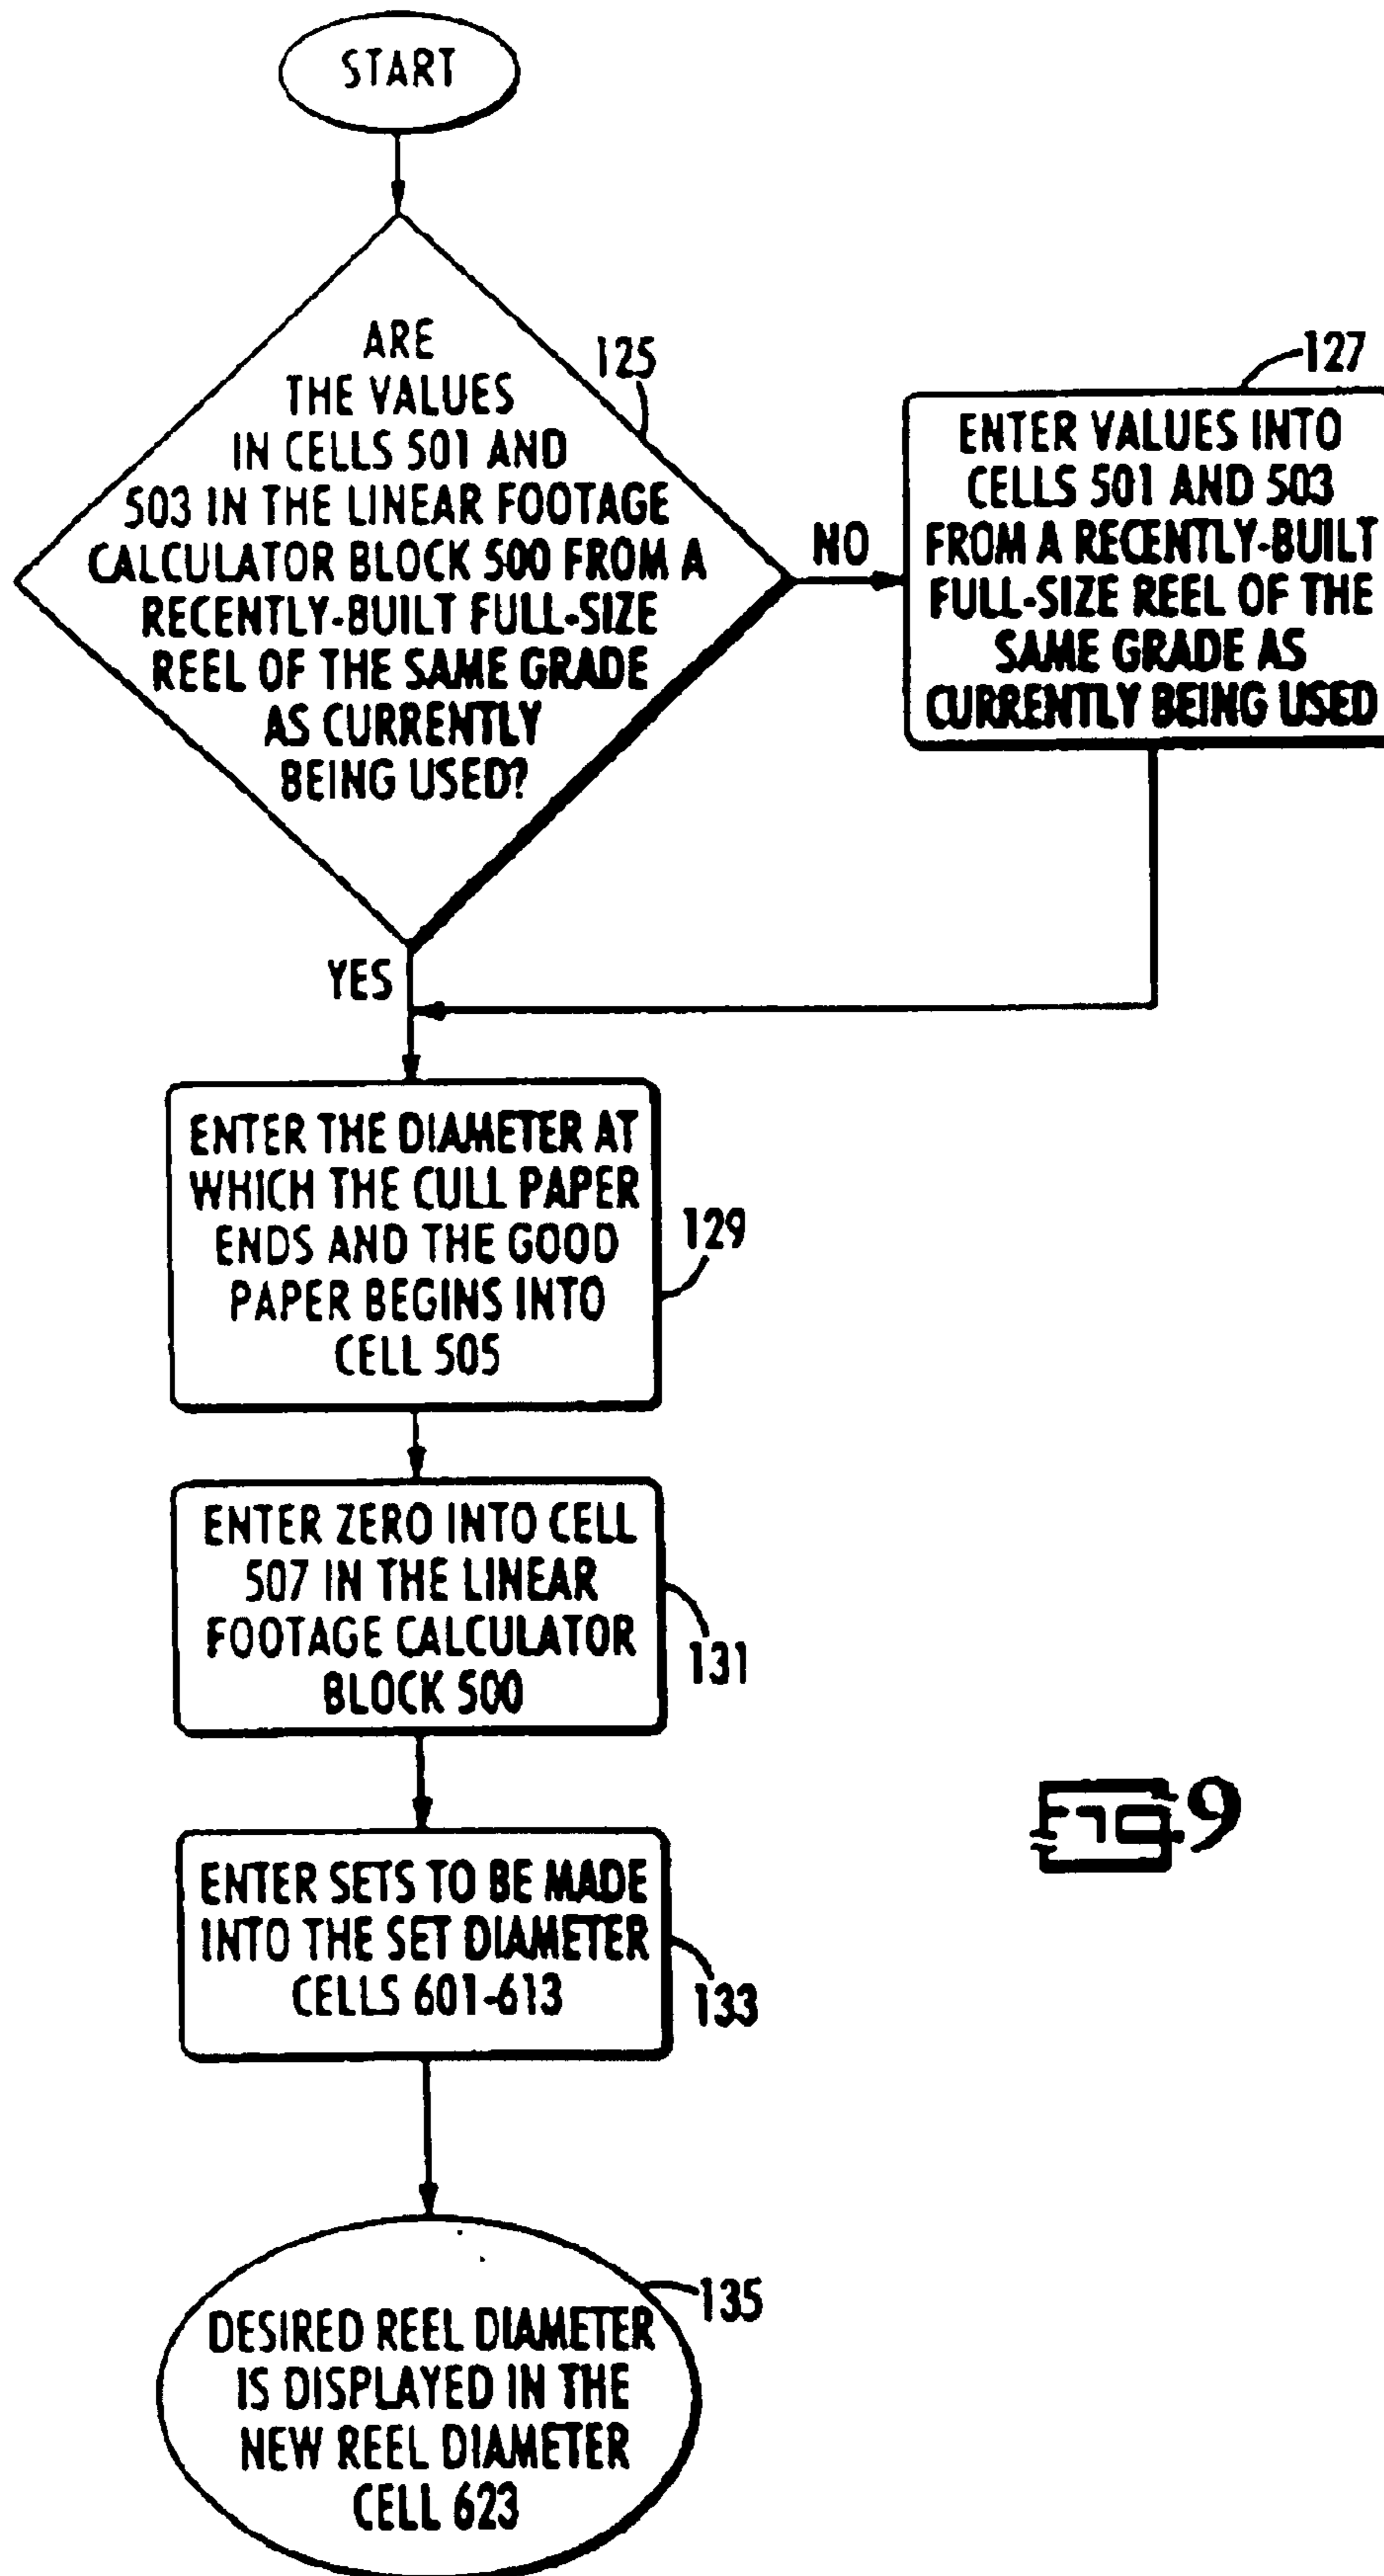 START
ARE
THE VALUES
IN CELLS 501 AND
503 IN THE LINEAR FOOTAGE
CALCULATOR BLOCK 500 FROM A
RECENTLY-BUILT FULL-SIZE
REEL OF THE SAME GRADE
AS CURRENTLY
BEING USED?
125
NO
127
ENTER VALUES INTO
CELLS 501 AND 503
FROM A RECENTLY-BUILT
FULL-SIZE REEL OF THE
SAME GRADE AS
CURRENTLY BEING USED
YES
ENTER THE DIAMETER AT
WHICH THE CULL PAPER
ENDS AND THE GOOD
PAPER BEGINS INTO
CELL 505
129
ENTER ZERO INTO CELL
507 IN THE LINEAR
FOOTAGE CALCULATOR
BLOCK 500
131
ENTER SETS TO BE MADE
INTO THE SET DIAMETER
CELLS 601-613
133
DESIRED REEL DIAMETER
IS DISPLAYED IN THE
NEW REEL DIAMETER
CELL 623
135
FIG 9